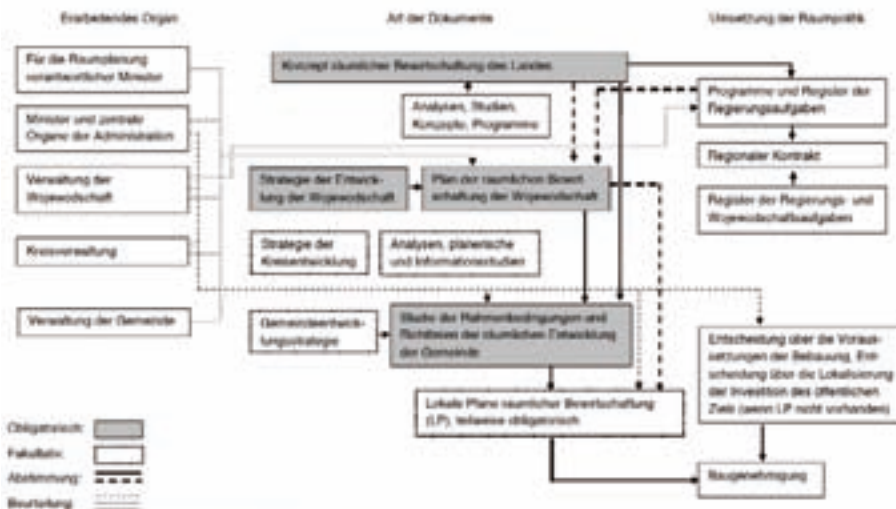 Erarbeitendes Organ
Art der Dokumente
Umsetzung der Raumpolitik
Für die Raumplanung
verantwortlicher Minister
Minister und zentrale
Organe der Administration
Verwaltung der
Wojewodschaft
Kreisverwaltung
Verwaltung der Gemeinde
Konzept räumlicher Bewirtschaftung des Landes
Analysen, Studien,
Konzepte, Programme
Strategie der Entwick-
lung der Wojewodschaft
Plan der räumlichen Bewirt-
schaftung der Wojewodschaft
Strategie der
Kreisentwicklung
Analysen, planerische
und Informationsstudien
Gemeindeentwick-
lungsstrategie
Studie der Rahmenbedingungen und
Richtlinien der räumlichen Entwicklung
der Gemeinde
Lokale Pläne räumlicher Bewirtschaftung
(LP), teilweise obligatorisch
Programme und Register der
Regierungsaufgaben
Regionaler Kontrakt
Register der Regierungs- und
Wojewodschaftsaufgaben
Entscheidung über die Voraus-
setzungen der Bebauung, Ent-
scheidung über die Lokalisierung
der Investition des öffentlichen
Ziels (wenn LP nicht vorhanden)
Baugenehmigung
Obligatorisch:
Fakultativ:
Abstimmung:
Beurteilung: